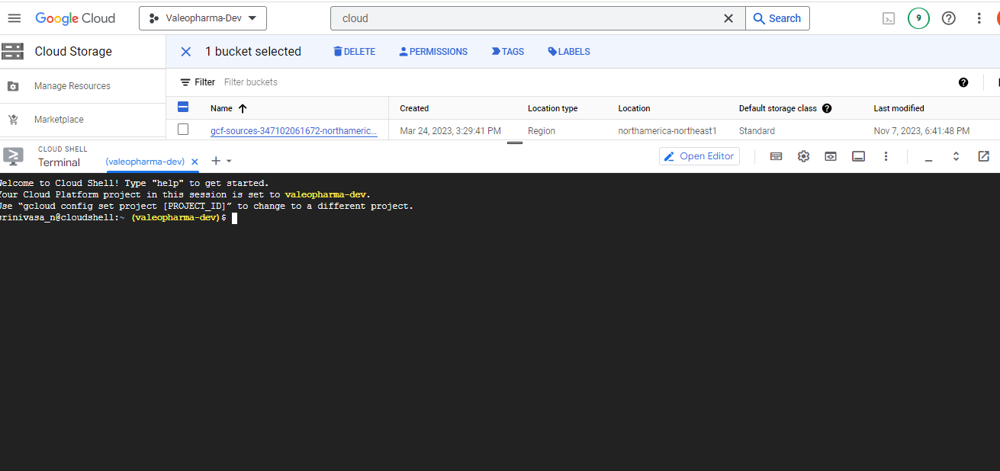 Google Cloud
Valeopharma-Dev
cloud
Search
9
Cloud Storage
1 bucket selected
DELETE
PERMISSIONS
TAGS
LABELS
Manage Resources
Filter Filter buckets
Name Created Location type Location Default storage class Last modified
Marketplace
gcf-sources-347102061672-northameric... Mar 24, 2023, 3:29:41 PM Region northamerica-northeast1 Standard Nov 7, 2023, 6:41:48 PM
CLOUD SHELL
Terminal
(valeopharma-dev)
Open Editor
Welcome to Cloud Shell! Type "help" to get started.
Your Cloud Platform project in this session is set to valeopharma-dev.
Use “gcloud config set project [PROJECT_ID]” to change to a different project.
srinivasa_n@cloudshell:~ (valeopharma-dev)$